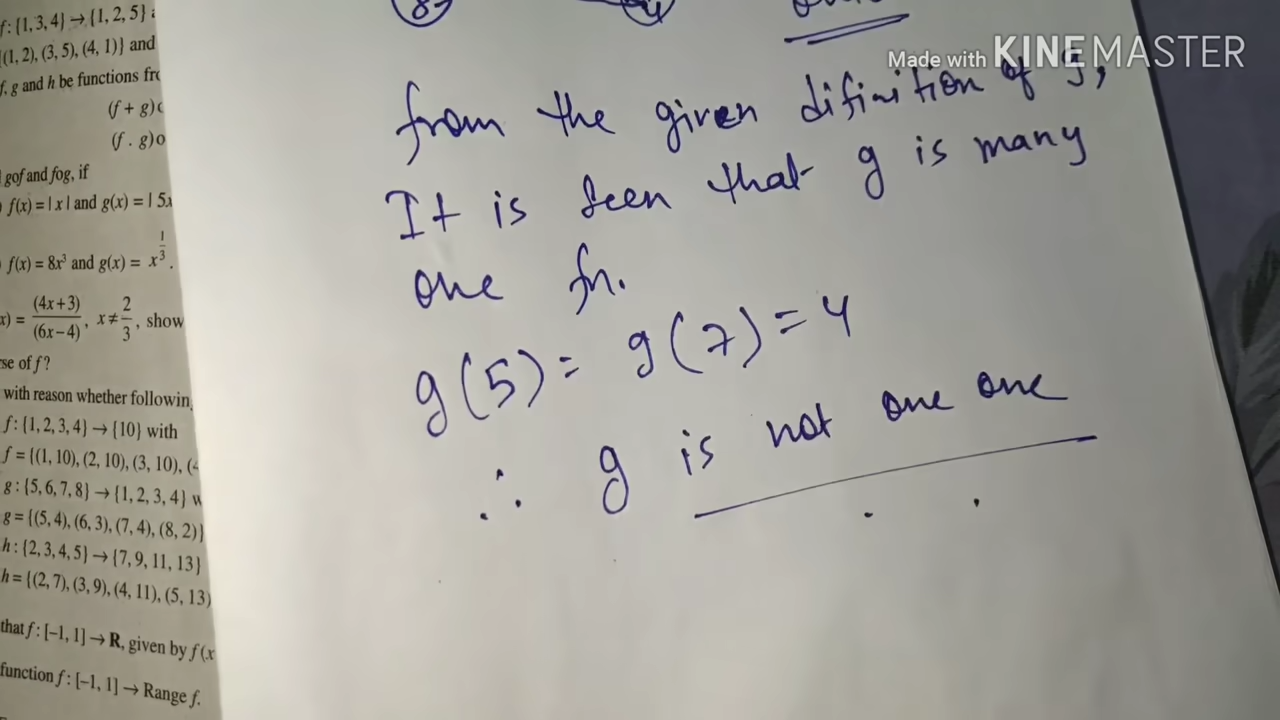 f : {1, 3, 4} → {1, 2, 5}
{(1, 2), (3, 5), (4, 1)} and
f, g and h be functions fro
(f + g)o
(f . g)o
gof and fog, if
f(x) = | x | and g(x) = | 5x
f(x) = 8x³ and g(x) = x^(1/3).
x) = (4x+3)/(6x−4), x ≠ 2/3, show
se of f?
with reason whether followin
f : {1, 2, 3, 4} → {10} with
f = {(1, 10), (2, 10), (3, 10), (4
g : {5, 6, 7, 8} → {1, 2, 3, 4} w
g = {(5, 4), (6, 3), (7, 4), (8, 2)}
h : {2, 3, 4, 5} → {7, 9, 11, 13}
h = {(2, 7), (3, 9), (4, 11), (5, 13)
that f : [−1, 1] → R, given by f(x
function f : [−1, 1] → Range f.
Made with KINEMASTER
8
4
from the given difinition of g,
It is seen that g is many
one fn.
g(5) = g(7) = 4
∴ g is not one one